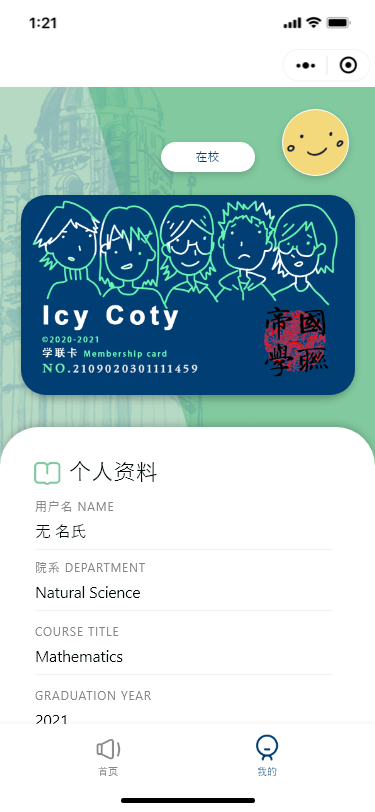 1:21
在校
Icy Coty
©2020-2021
学联卡 Membership card
NO.2109020301111459
帝國
學聯
个人资料
用户名 NAME
无 名氏
院系 DEPARTMENT
Natural Science
COURSE TITLE
Mathematics
GRADUATION YEAR
2021
首页
我的